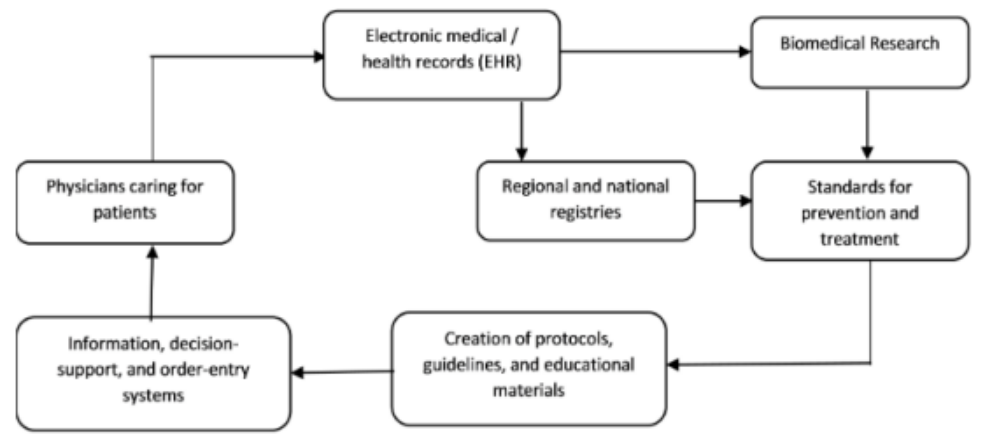 Electronic medical /
health records (EHR)
Biomedical Research
Physicians caring for
patients
Regional and national
registries
Standards for
prevention and
treatment
Information, decision-
support, and order-entry
systems
Creation of protocols,
guidelines, and educational
materials